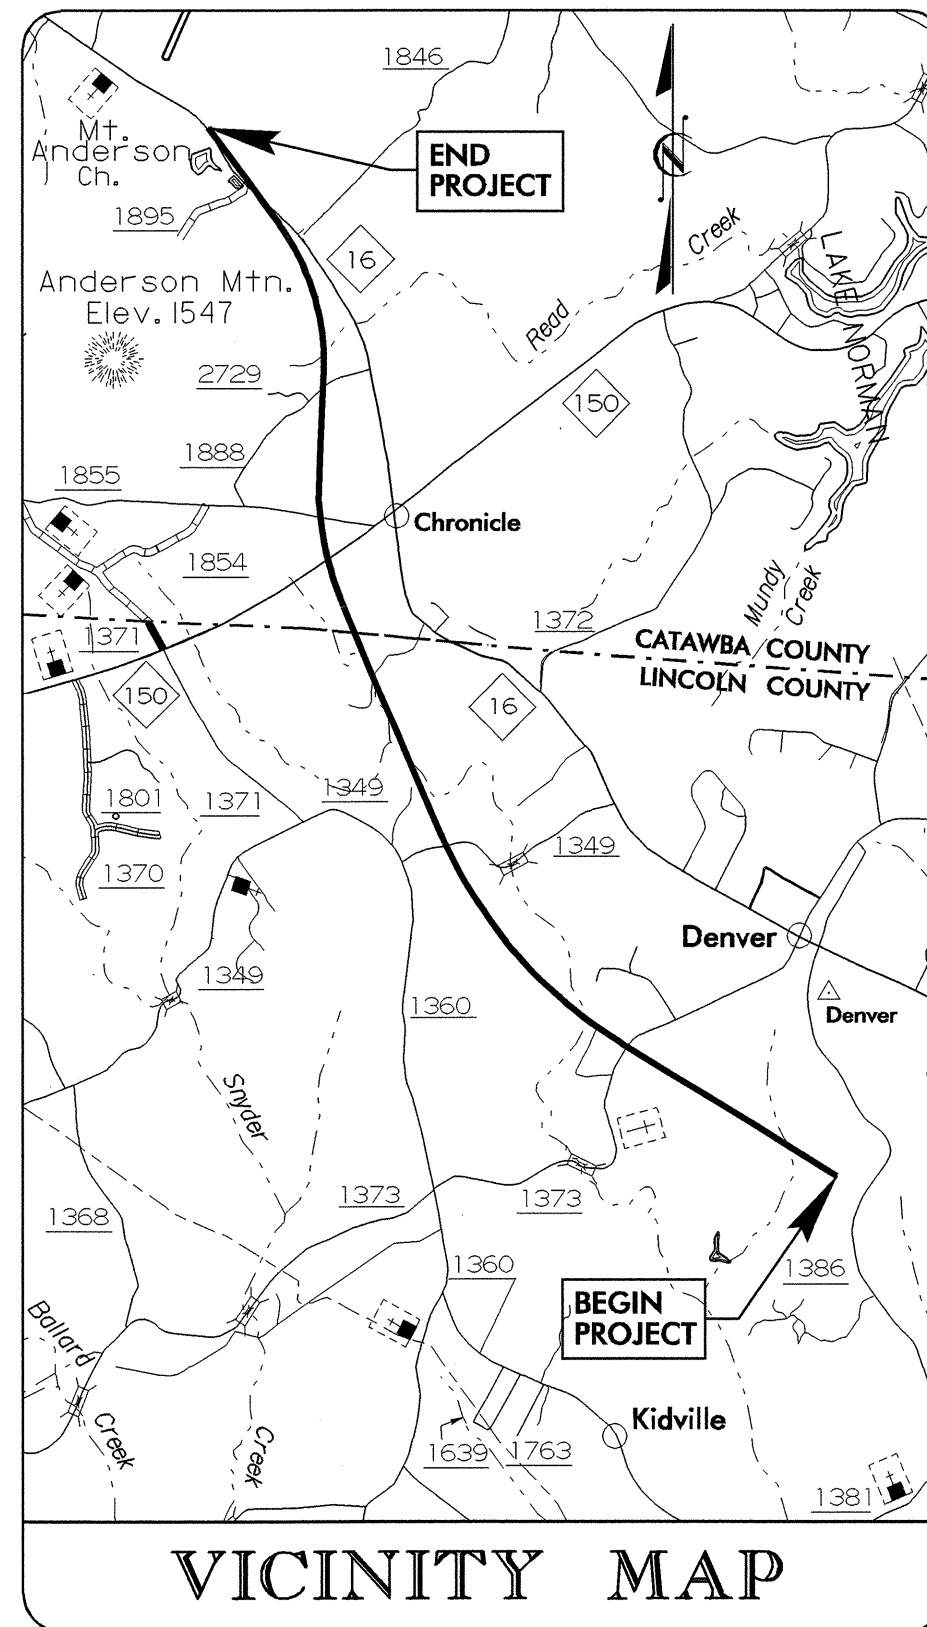 1846
Mt.
Anderson
Ch.
END
PROJECT
N
1895
Creek
16
LAKE NORMAN
Anderson Mtn.
Elev. 1547
Read
2729
150
1888
1855
Chronicle
1854
Mundy
Creek
1372
1371
CATAWBA COUNTY
LINCOLN COUNTY
150
16
1349
1801
1371
1349
1370
Denver
1349
1360
Denver
Snyder
1373
1373
1368
1360
1386
BEGIN
PROJECT
Ballard
Creek
Creek
Kidville
1639
1763
1381
VICINITY MAP